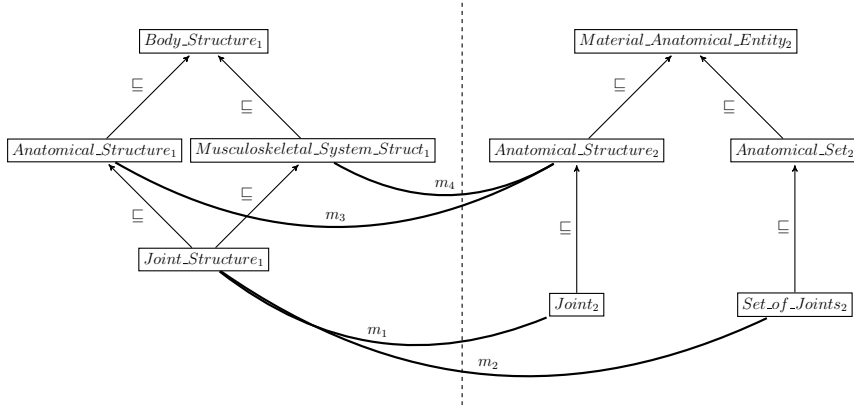 Body_Structure₁ Material_Anatomical_Entity₂
⊑ ⊑ ⊑ ⊑
Anatomical_Structure₁ Musculoskeletal_System_Struct₁ Anatomical_Structure₂ Anatomical_Set₂
m₄
⊑ ⊑ m₃ ⊑ ⊑
Joint_Structure₁
Joint₂ Set_of_Joints₂
m₁
m₂